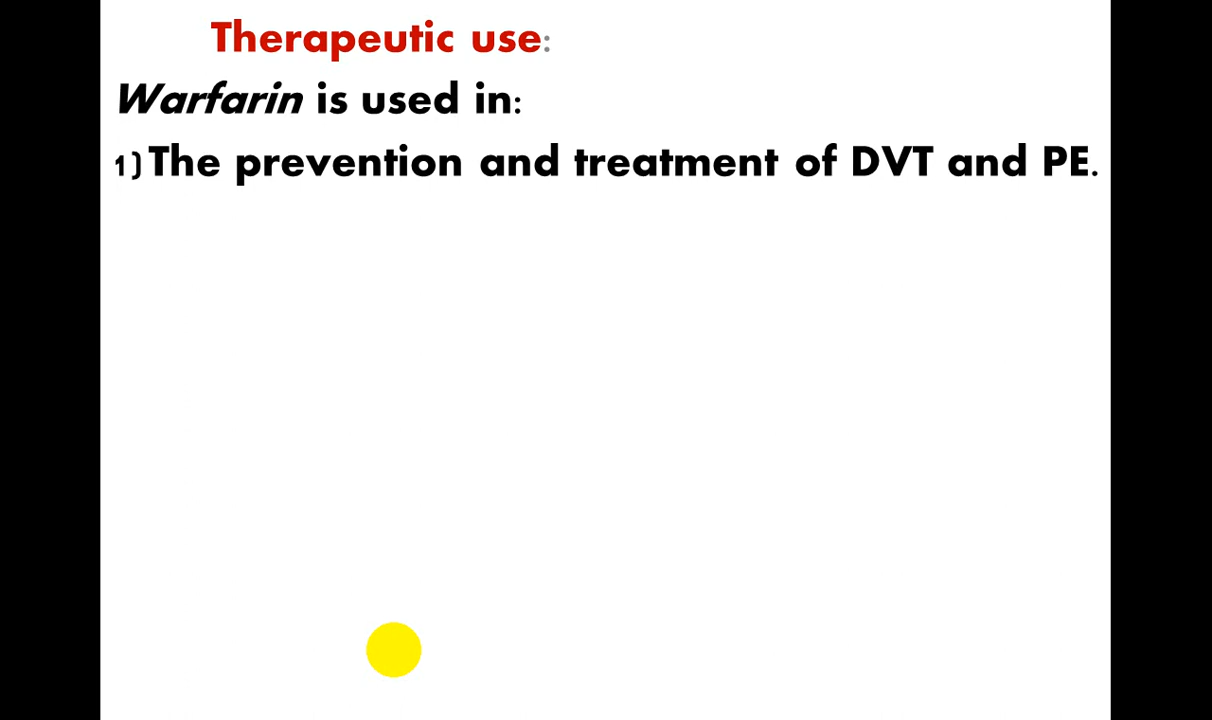 Therapeutic use:
Warfarin is used in:
1) The prevention and treatment of DVT and PE.